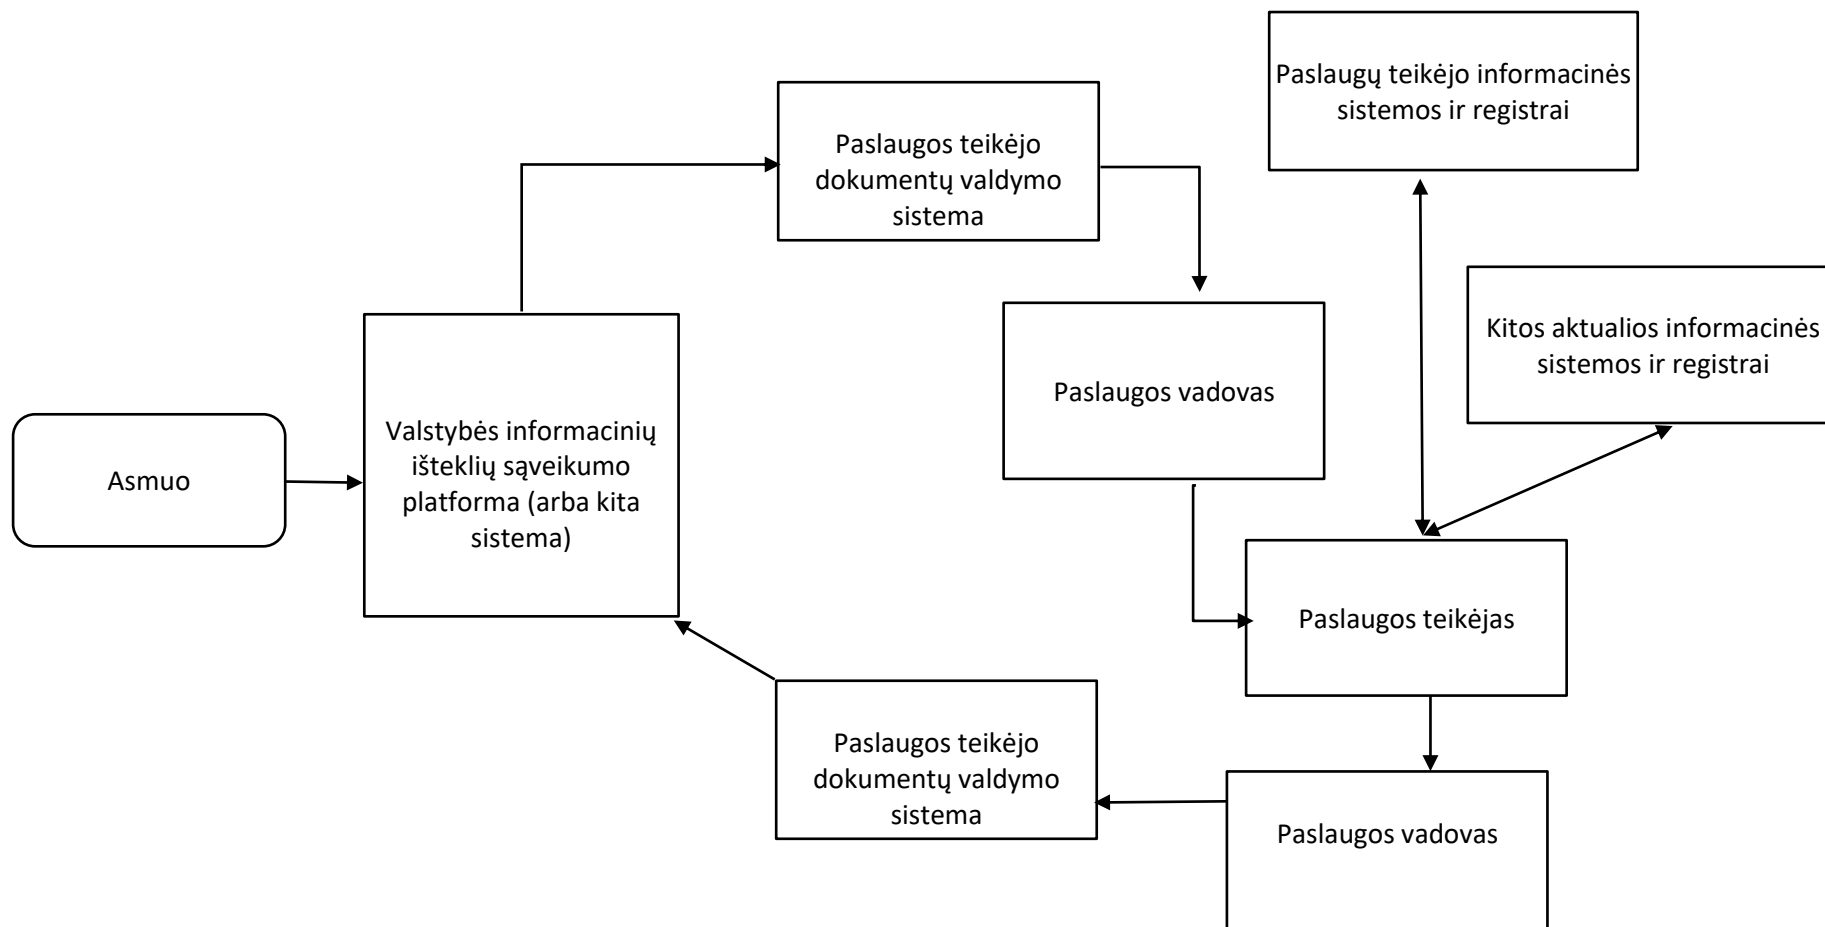 Paslaugų teikėjo informacinės
sistemos ir registrai
Paslaugos teikėjo
dokumentų valdymo
sistema
Kitos aktualios informacinės
sistemos ir registrai
Paslaugos vadovas
Valstybės informacinių
išteklių sąveikumo
platforma (arba kita
sistema)
Asmuo
Paslaugos teikėjas
Paslaugos teikėjo
dokumentų valdymo
sistema
Paslaugos vadovas